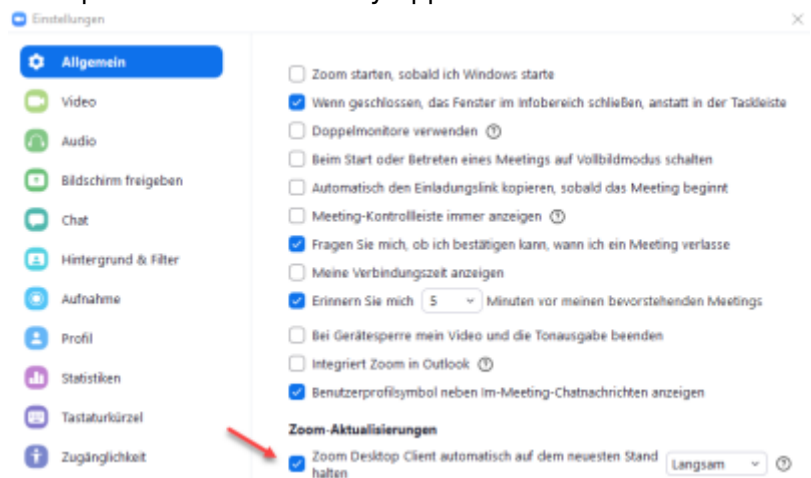 Einstellungen
Allgemein
Video
Audio
Bildschirm freigeben
Chat
Hintergrund & Filter
Aufnahme
Profil
Statistiken
Tastaturkürzel
Zugänglichkeit
Zoom starten, sobald ich Windows starte
Wenn geschlossen, das Fenster im Infobereich schließen, anstatt in der Taskleiste
Doppelmonitore verwenden
Beim Start oder Betreten eines Meetings auf Vollbildmodus schalten
Automatisch den Einladungslink kopieren, sobald das Meeting beginnt
Meeting-Kontrollleiste immer anzeigen
Fragen Sie mich, ob ich bestätigen kann, wann ich ein Meeting verlasse
Meine Verbindungszeit anzeigen
Erinnern Sie mich 5 Minuten vor meinen bevorstehenden Meetings
Bei Gerätesperre mein Video und die Tonausgabe beenden
Integriert Zoom in Outlook
Benutzerprofilsymbol neben Im-Meeting-Chatnachrichten anzeigen
Zoom-Aktualisierungen
Zoom Desktop Client automatisch auf dem neuesten Stand Langsam
halten